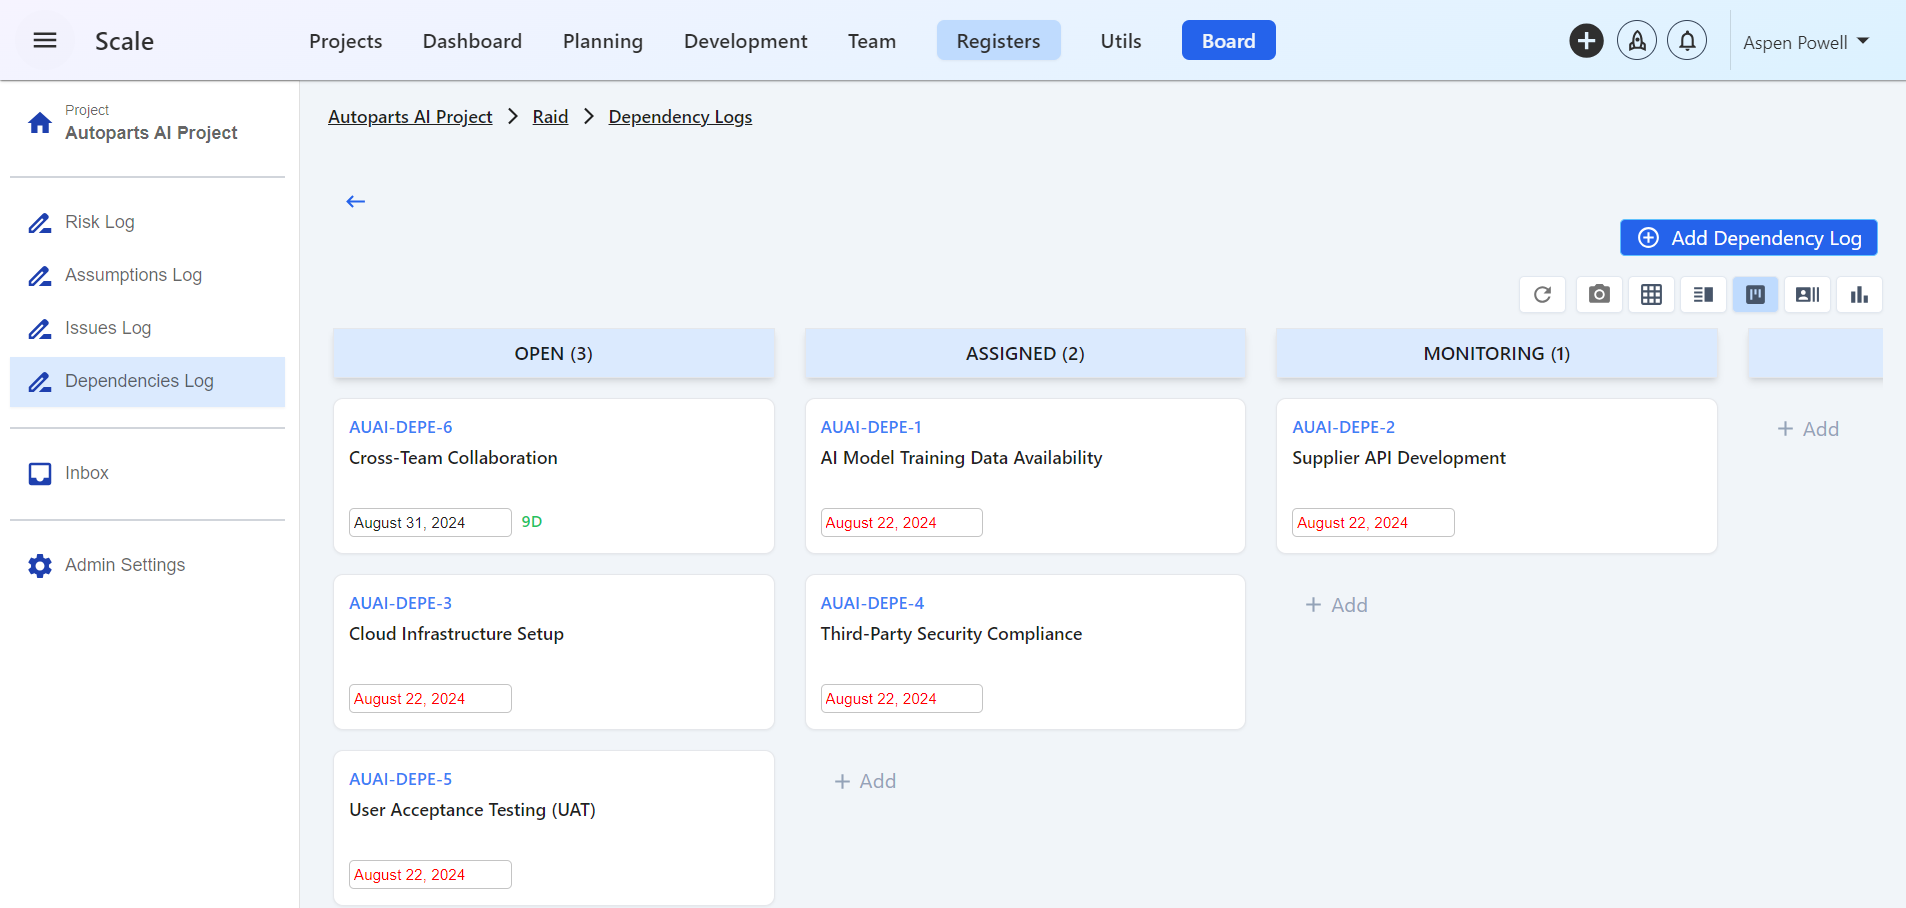 Scale
Projects
Dashboard
Planning
Development
Team
Registers
Utils
Board
Aspen Powell
Project
Autoparts AI Project
Risk Log
Assumptions Log
Issues Log
Dependencies Log
Inbox
Admin Settings
Autoparts AI Project > Raid > Dependency Logs
Add Dependency Log
OPEN (3)
AUAI-DEPE-6
Cross-Team Collaboration
August 31, 2024 9D
AUAI-DEPE-3
Cloud Infrastructure Setup
August 22, 2024
AUAI-DEPE-5
User Acceptance Testing (UAT)
August 22, 2024
ASSIGNED (2)
AUAI-DEPE-1
AI Model Training Data Availability
August 22, 2024
AUAI-DEPE-4
Third-Party Security Compliance
August 22, 2024
+ Add
MONITORING (1)
AUAI-DEPE-2
Supplier API Development
August 22, 2024
+ Add
+ Add